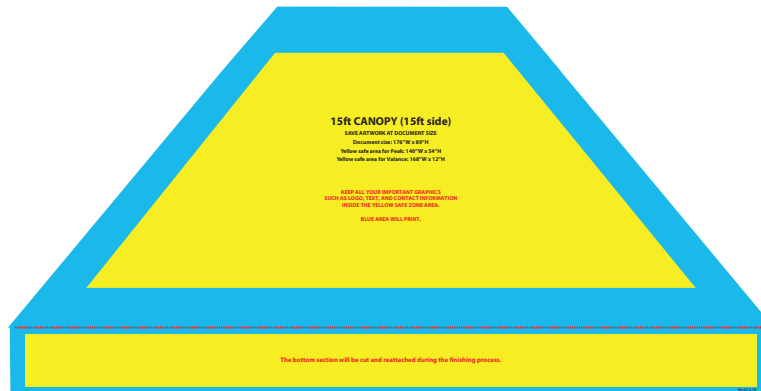 15ft CANOPY (15ft side)
SAVE ARTWORK AT DOCUMENT SIZE
Document size: 176"W x 89"H
Yellow safe area for Peak: 140"W x 54"H
Yellow safe area for Valance: 168"W x 12"H
KEEP ALL YOUR IMPORTANT GRAPHICS
SUCH AS LOGO, TEXT, AND CONTACT INFORMATION
INSIDE THE YELLOW SAFE ZONE AREA.
BLUE AREA WILL PRINT.
The bottom section will be cut and reattached during the finishing process.